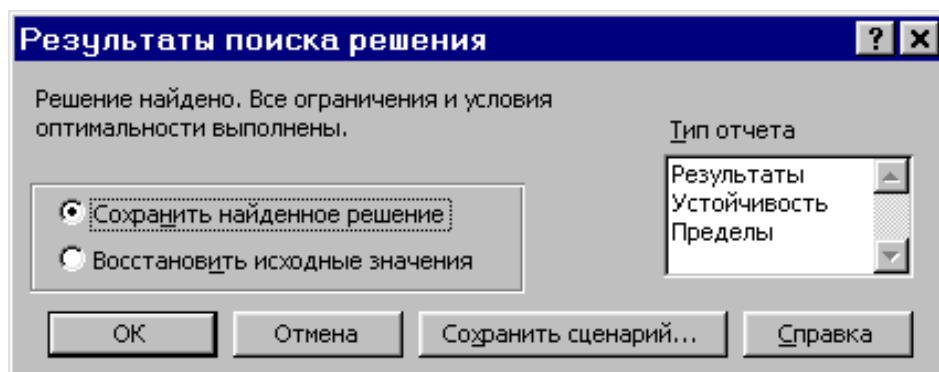 Результаты поиска решения
Решение найдено. Все ограничения и условия
оптимальности выполнены.
Тип отчета
Результаты
Устойчивость
Пределы
Сохранить найденное решение
Восстановить исходные значения
ОК
Отмена
Сохранить сценарий...
Справка